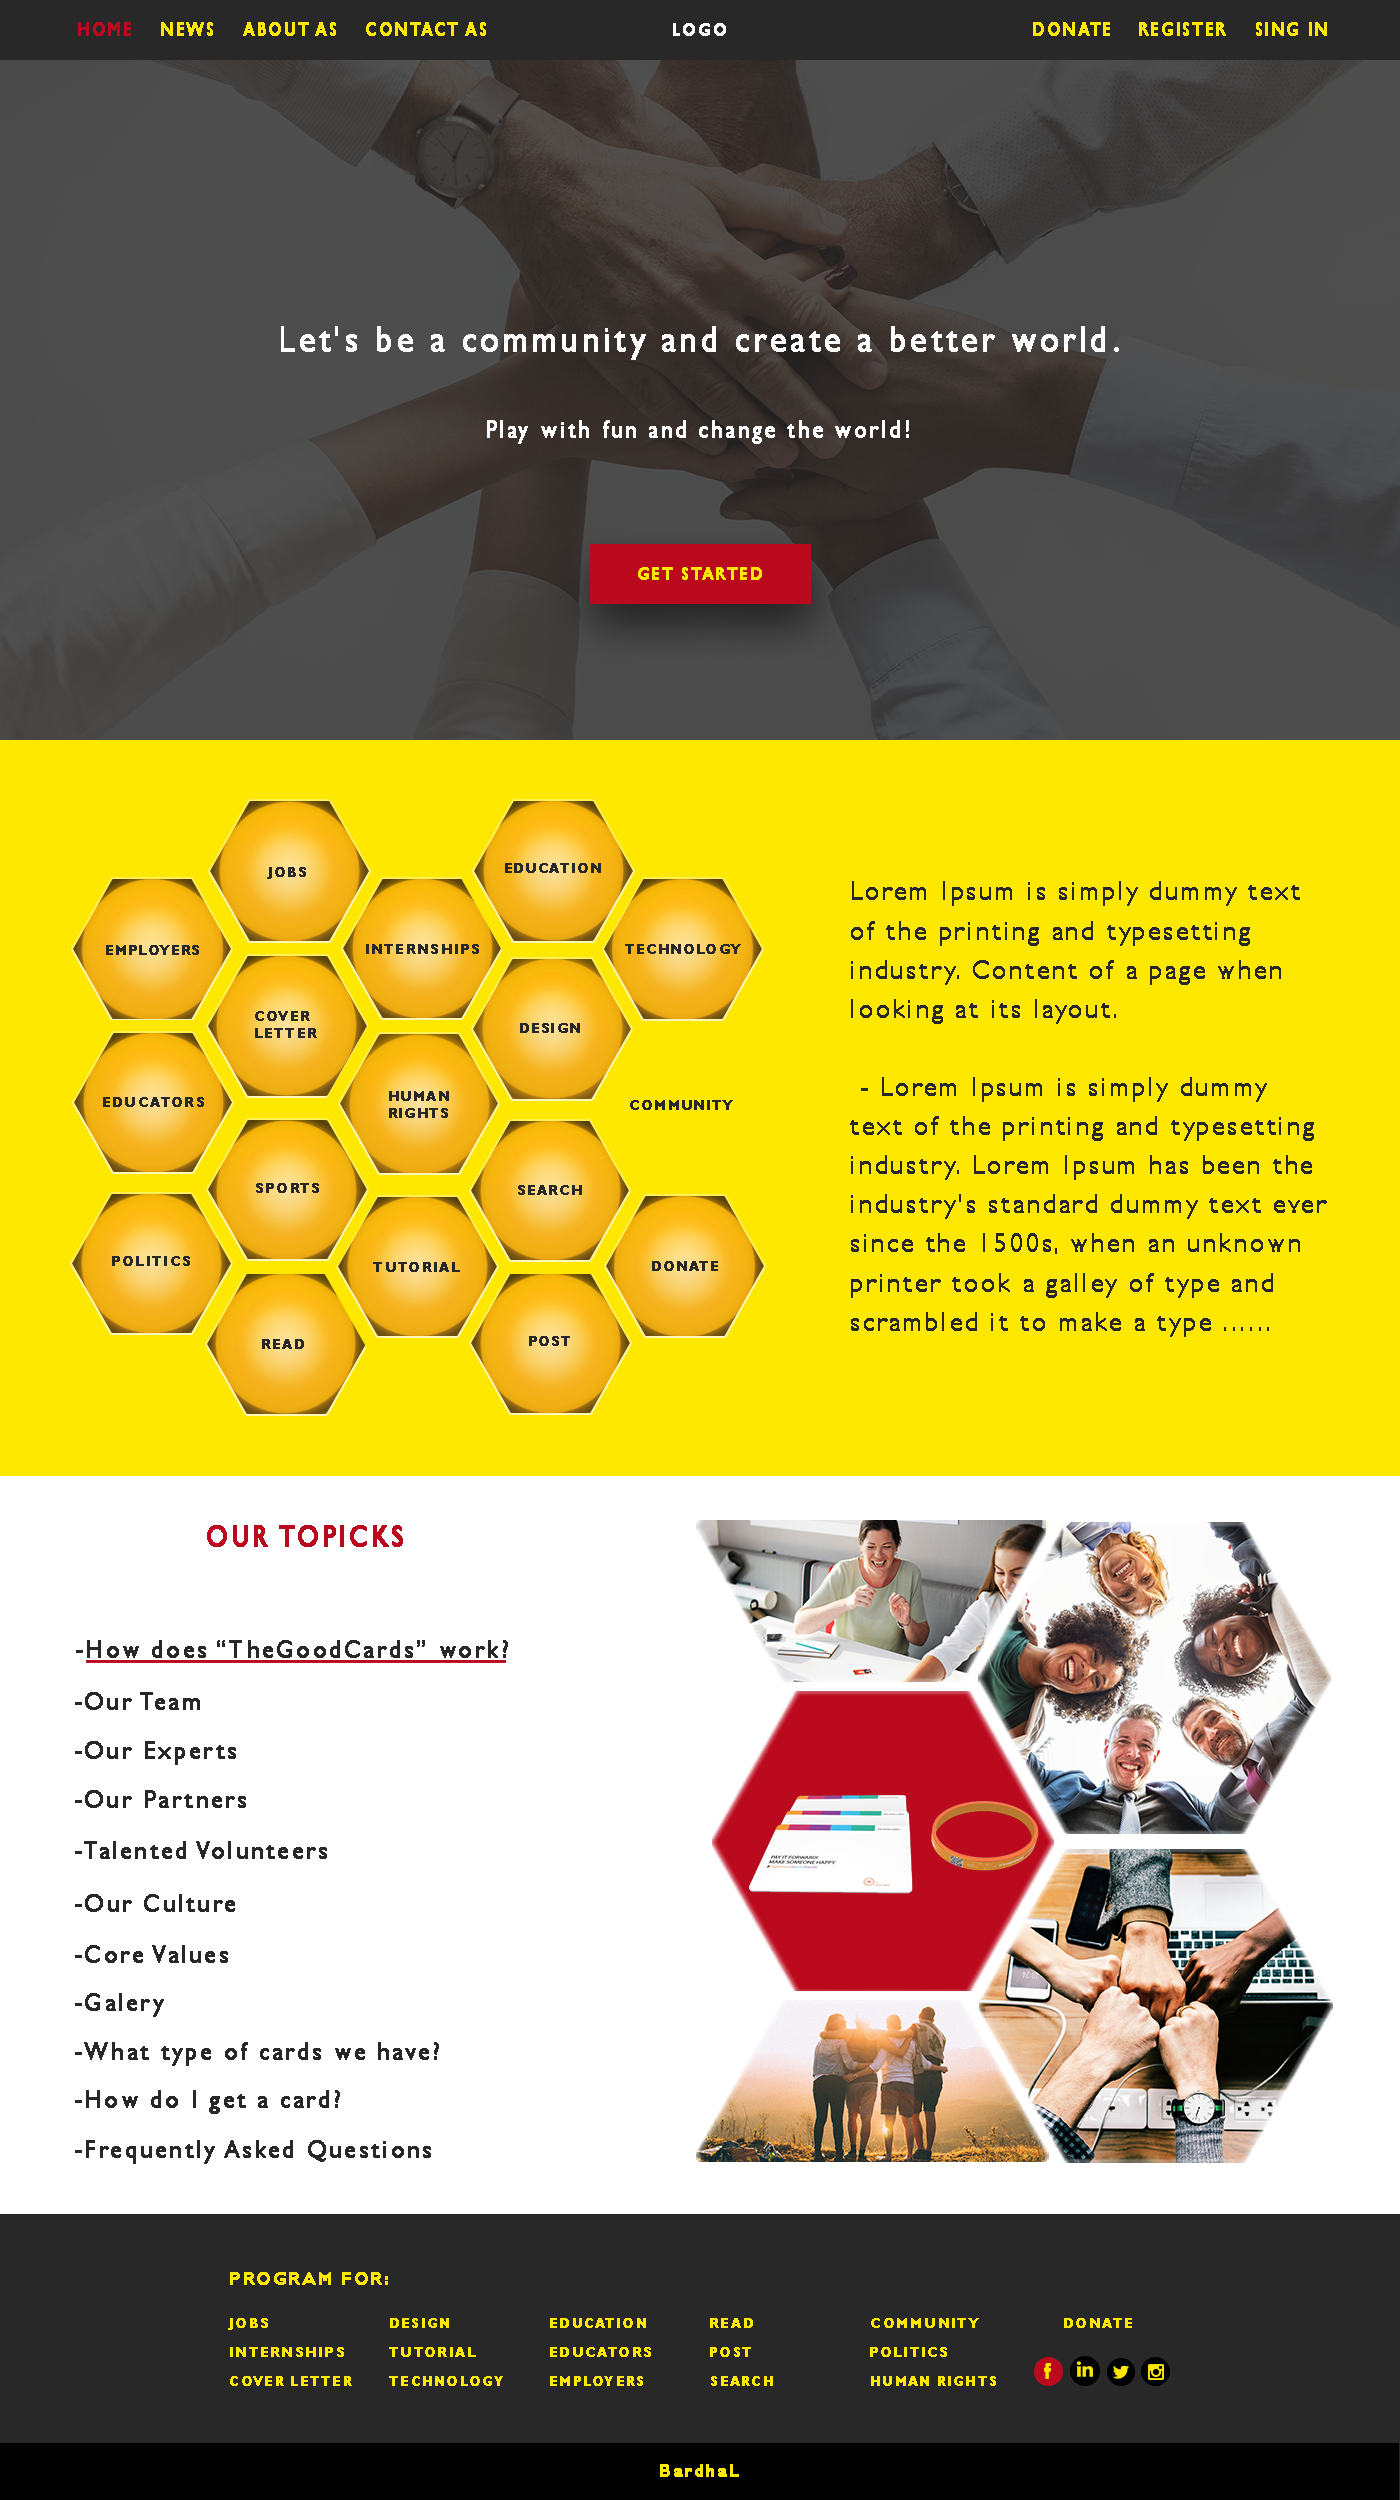 HOME NEWS ABOUT AS CONTACT AS LOGO DONATE REGISTER SING IN
Let's be a community and create a better world.
Play with fun and change the world!
GET STARTED
JOBS
EDUCATION
EMPLOYERS
INTERNSHIPS
TECHNOLOGY
COVER
LETTER
DESIGN
EDUCATORS
HUMAN
RIGHTS
COMMUNITY
SPORTS
SEARCH
POLITICS
TUTORIAL
DONATE
READ
POST
Lorem Ipsum is simply dummy text
of the printing and typesetting
industry. Content of a page when
looking at its layout.
- Lorem Ipsum is simply dummy
text of the printing and typesetting
industry. Lorem Ipsum has been the
industry's standard dummy text ever
since the 1500s, when an unknown
printer took a galley of type and
scrambled it to make a type ......
OUR TOPICKS
-How does “TheGoodCards” work?
-Our Team
-Our Experts
-Our Partners
-Talented Volunteers
-Our Culture
-Core Values
-Galery
-What type of cards we have?
-How do I get a card?
-Frequently Asked Questions
PAY IT FORWARD!
MAKE SOMEONE HAPPY
PROGRAM FOR:
JOBS DESIGN EDUCATION READ COMMUNITY DONATE
INTERNSHIPS TUTORIAL EDUCATORS POST POLITICS
COVER LETTER TECHNOLOGY EMPLOYERS SEARCH HUMAN RIGHTS
BardhaL